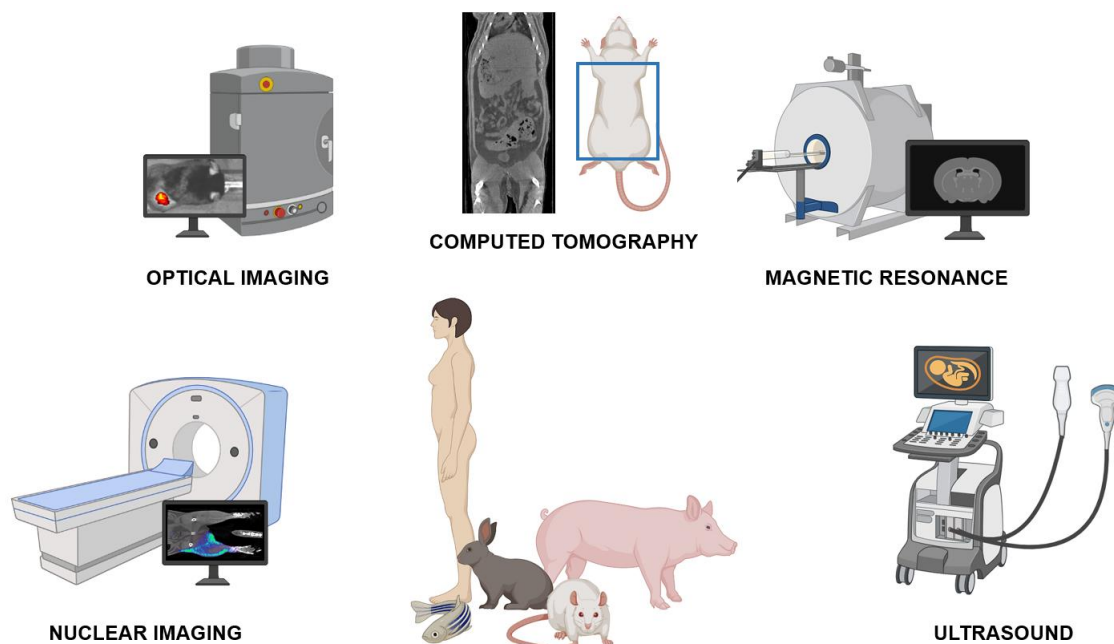 COMPUTED TOMOGRAPHY
OPTICAL IMAGING
MAGNETIC RESONANCE
NUCLEAR IMAGING
ULTRASOUND